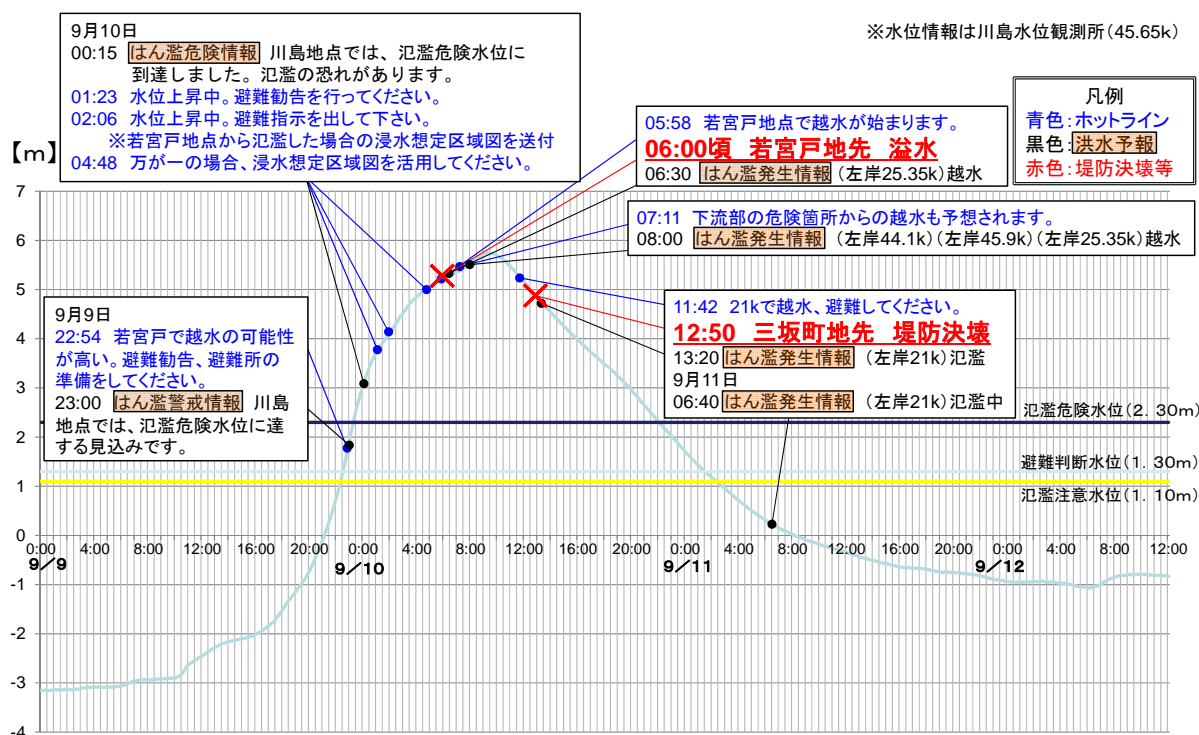 ※水位情報は川島水位観測所(45.65k)
9月10日
00:15 はん濫危険情報 川島地点では、氾濫危険水位に
到達しました。氾濫の恐れがあります。
01:23 水位上昇中。避難勧告を行ってください。
02:06 水位上昇中。避難指示を出して下さい。
※若宮戸地点から氾濫した場合の浸水想定区域図を送付
04:48 万が一の場合、浸水想定区域図を活用してください。
05:58 若宮戸地点で越水が始まります。
06:00頃 若宮戸地先 溢水
06:30 はん濫発生情報 (左岸25.35k)越水
凡例
青色:ホットライン
黒色:洪水予報
赤色:堤防決壊等
07:11 下流部の危険箇所からの越水も予想されます。
08:00 はん濫発生情報 (左岸44.1k)(左岸45.9k)(左岸25.35k)越水
9月9日
22:54 若宮戸で越水の可能性
が高い。避難勧告、避難所の
準備をしてください。
23:00 はん濫警戒情報 川島
地点では、氾濫危険水位に達
する見込みです。
11:42 21kで越水、避難してください。
12:50 三坂町地先 堤防決壊
13:20 はん濫発生情報 (左岸21k)氾濫
9月11日
06:40 はん濫発生情報 (左岸21k)氾濫中
氾濫危険水位(2.30m)
避難判断水位(1.30m)
氾濫注意水位(1.10m)
【m】
7
6
5
4
3
2
1
0
-1
-2
-3
-4
0:00 4:00 8:00 12:00 16:00 20:00 0:00 4:00 8:00 12:00 16:00 20:00 0:00 4:00 8:00 12:00 16:00 20:00 0:00 4:00 8:00 12:00
9/9 9/10 9/11 9/12